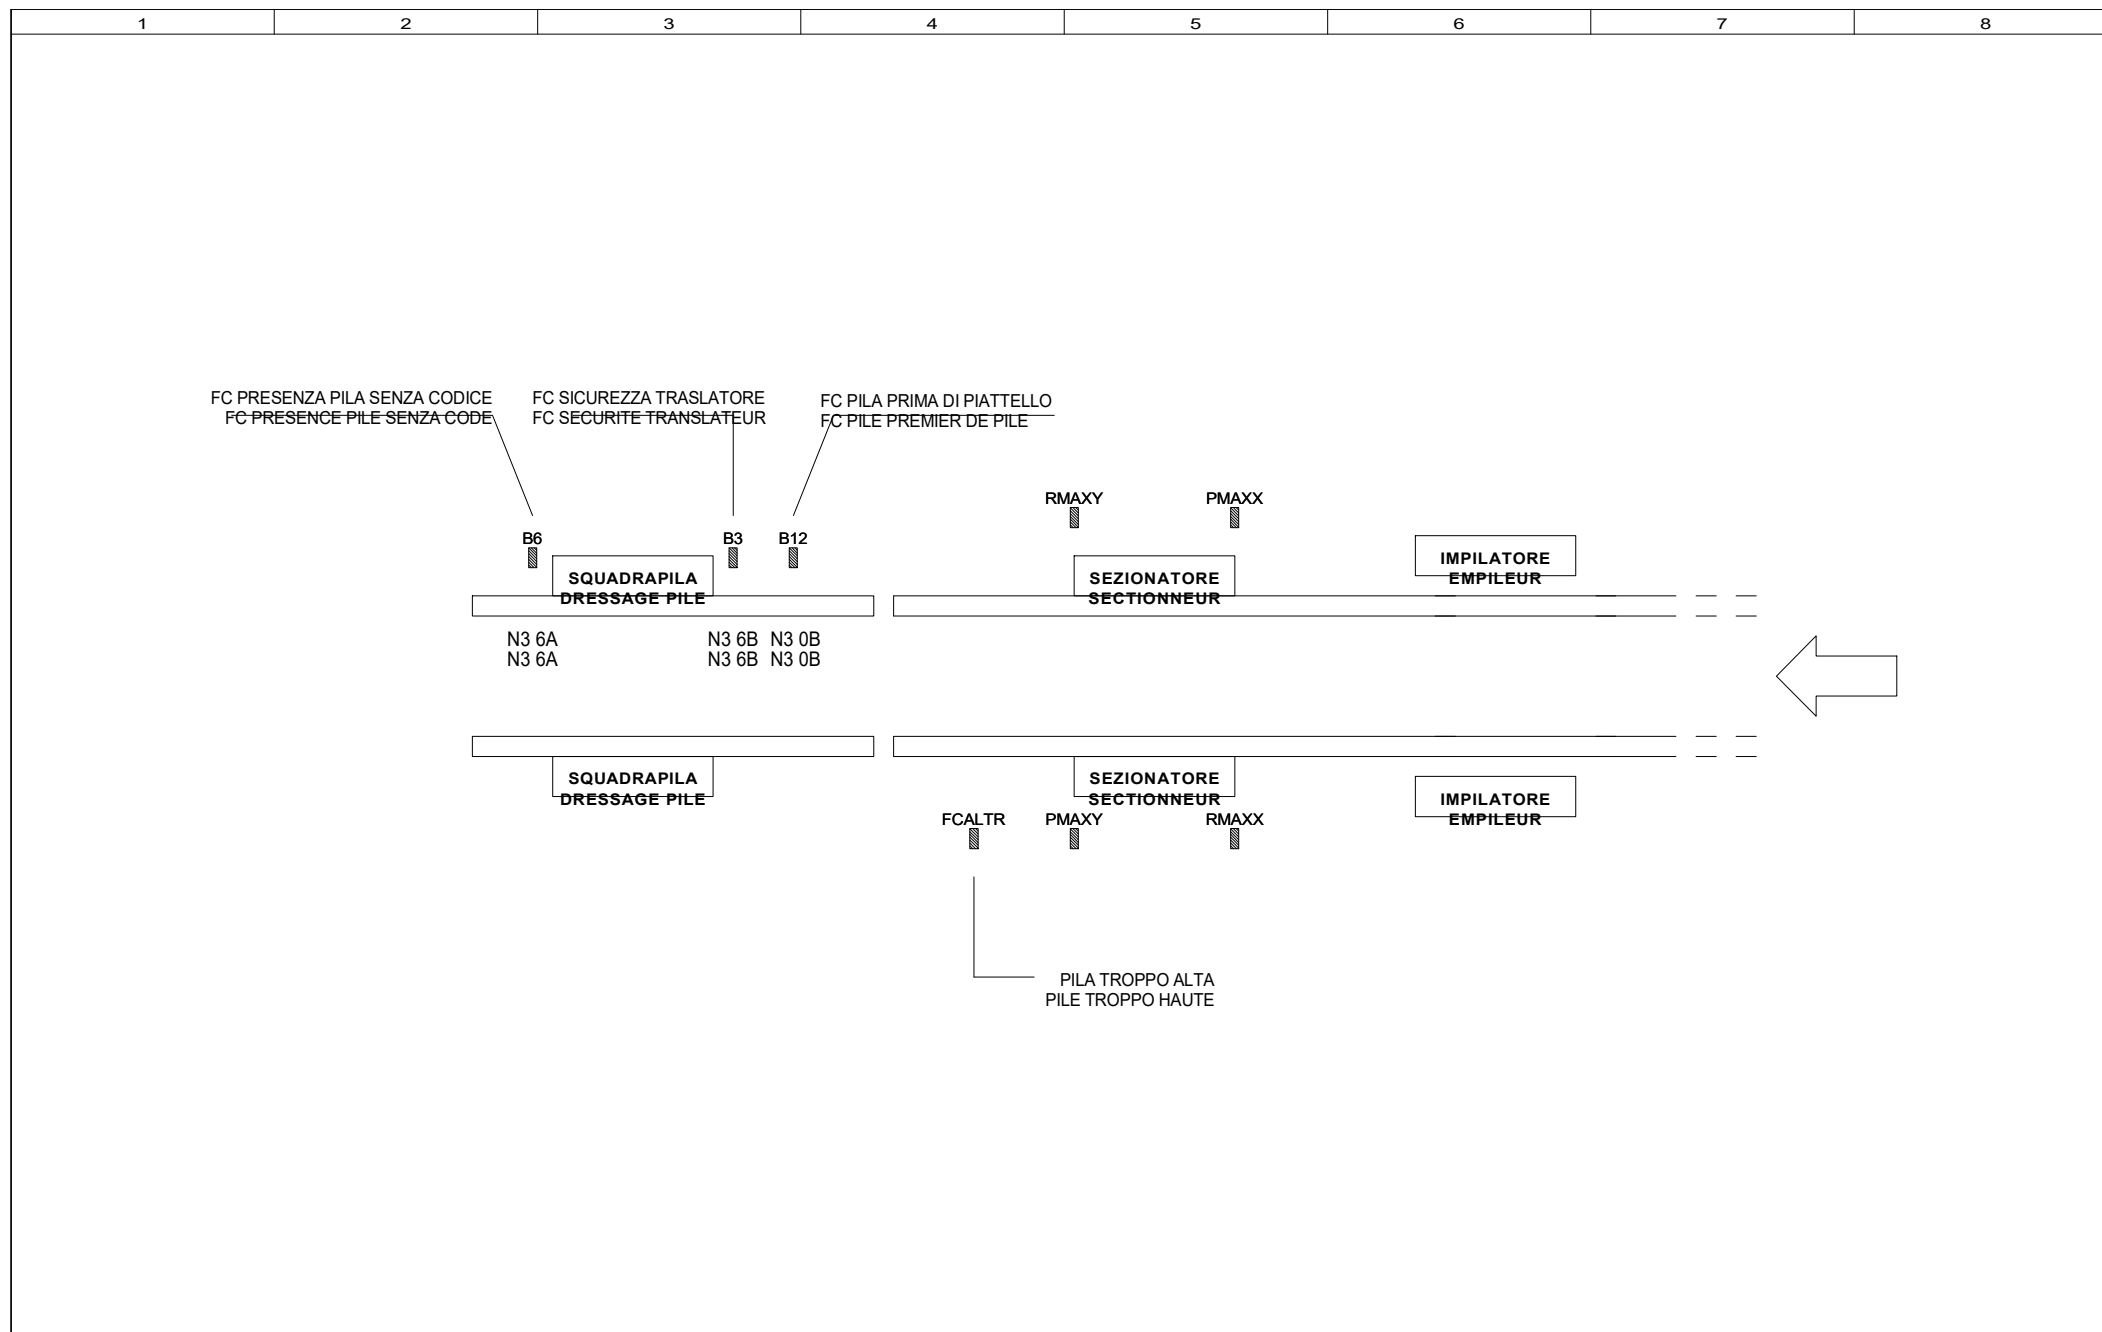 1 2 3 4 5 6 7 8
FC PRESENZA PILA SENZA CODICE
FC PRESENCE PILE SENZA CODE
FC SICUREZZA TRASLATORE
FC SECURITE TRANSLATEUR
FC PILA PRIMA DI PIATTELLO
FC PILE PREMIER DE PILE
RMAXY PMAXX
B6 B3 B12
SQUADRAPILA
DRESSAGE PILE
SEZIONATORE
SECTIONNEUR
IMPILATORE
EMPILEUR
N3 6A N3 6B N3 0B
N3 6A N3 6B N3 0B
SQUADRAPILA
DRESSAGE PILE
SEZIONATORE
SECTIONNEUR
IMPILATORE
EMPILEUR
FCALTR PMAXY RMAXX
PILA TROPPO ALTA
PILE TROPPO HAUTE